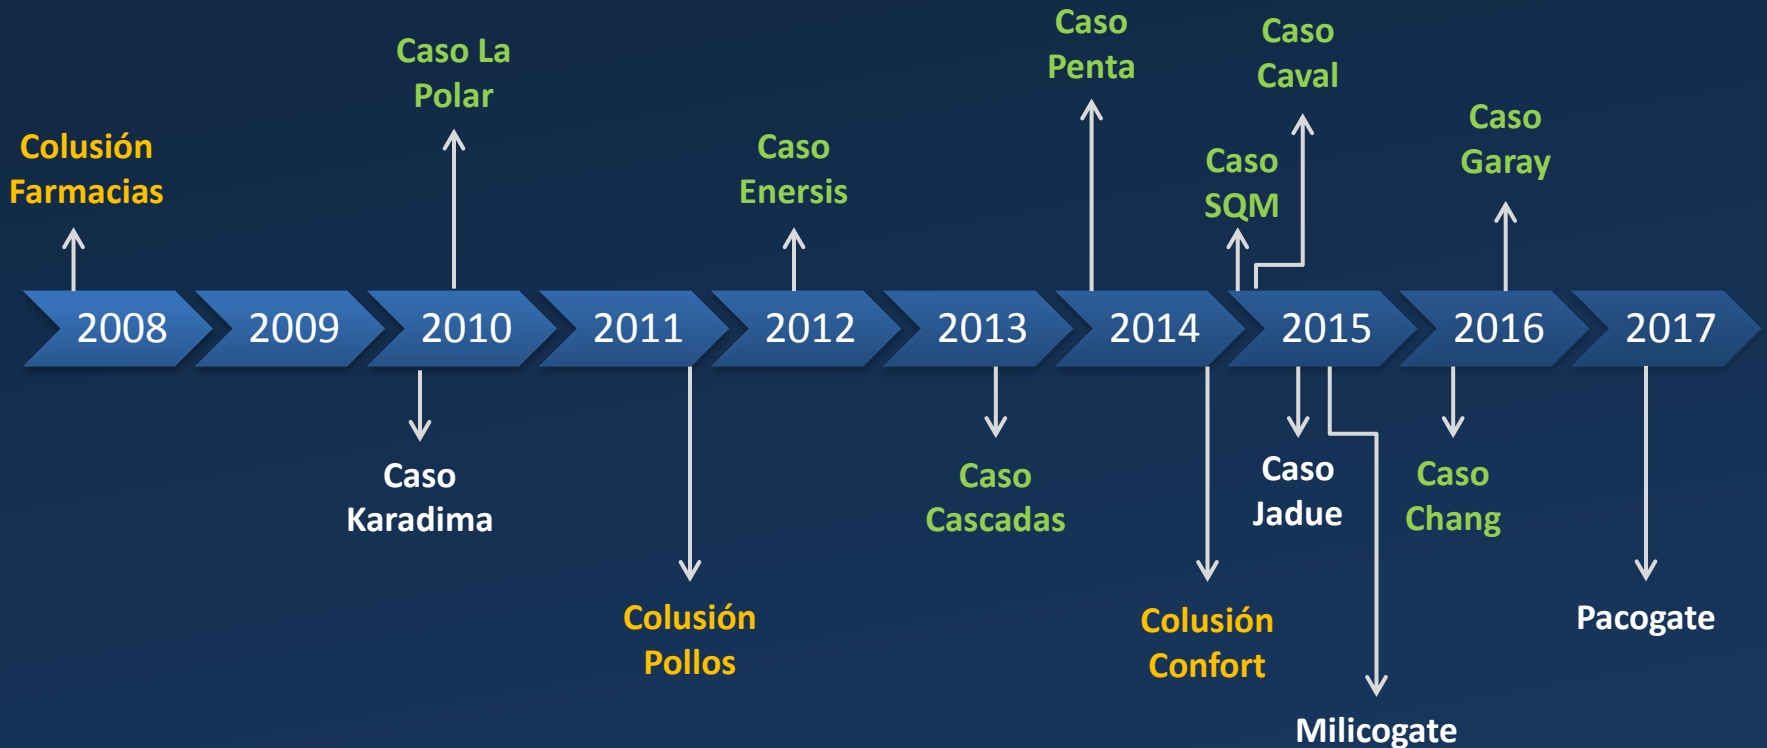 Caso La
Polar
Caso
Penta
Caso
Caval
Colusión
Farmacias
Caso
Enersis
Caso
SQM
Caso
Garay
2008
2009
2010
2011
2012
2013
2014
2015
2016
2017
Caso
Karadima
Caso
Cascadas
Caso
Jadue
Caso
Chang
Colusión
Pollos
Colusión
Confort
Pacogate
Milicogate